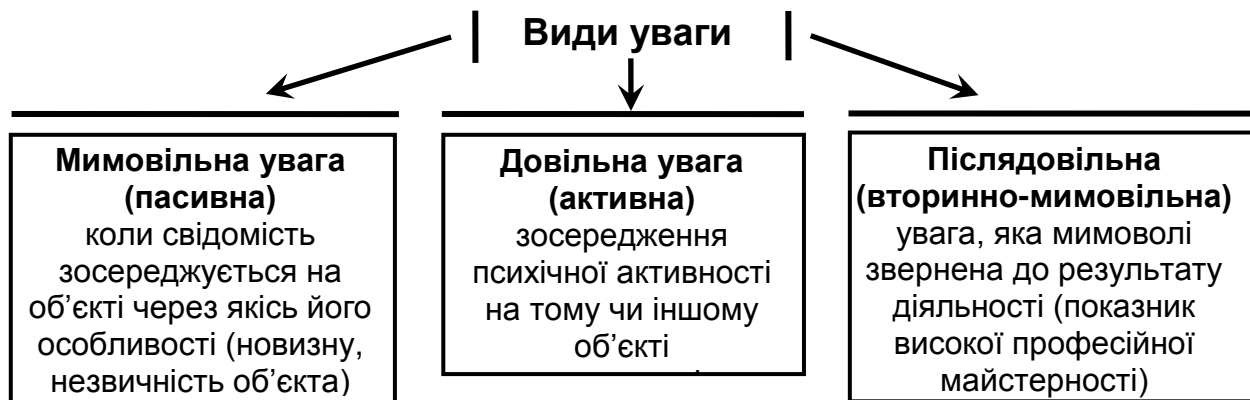 Види уваги
Мимовільна увага
(пасивна)
коли свідомість
зосереджується на
об’єкті через якісь його
особливості (новизну,
незвичність об’єкта)
Довільна увага
(активна)
зосередження
психічної активності
на тому чи іншому
об’єкті
Післядовільна
(вторинно-мимовільна)
увага, яка мимоволі
звернена до результату
діяльності (показник
високої професійної
майстерності)